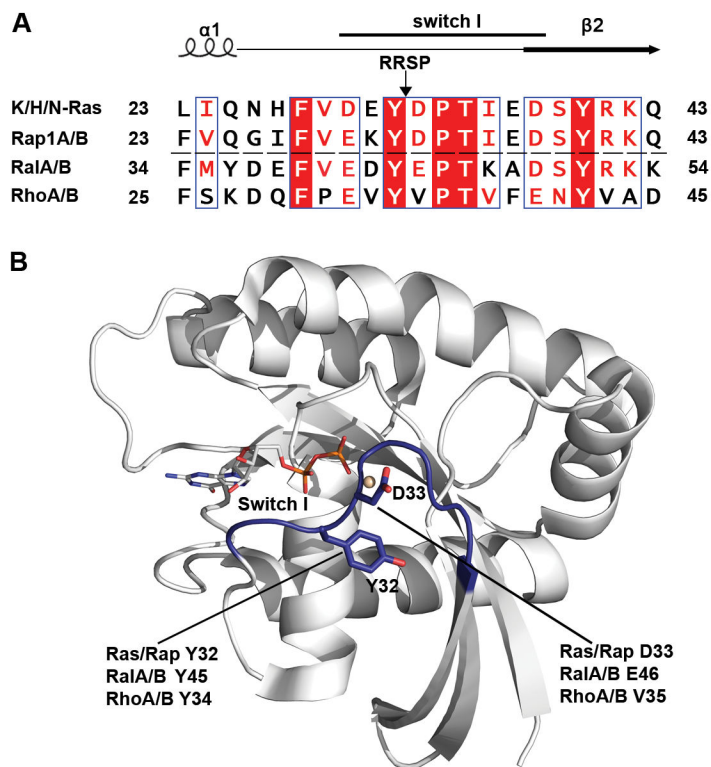 A
α1
switch I
β2
RRSP
K/H/N-Ras 23 L I Q N H F V D E Y D P T I E D S Y R K Q 43
Rap1A/B 23 F V Q G I F V E K Y D P T I E D S Y R K Q 43
RalA/B 34 F M Y D E F V E D Y E P T K A D S Y R K K 54
RhoA/B 25 F S K D Q F P E V Y V P T V F E N Y V A D 45
B
Switch I
D33
Y32
Ras/Rap Y32
RalA/B Y45
RhoA/B Y34
Ras/Rap D33
RalA/B E46
RhoA/B V35